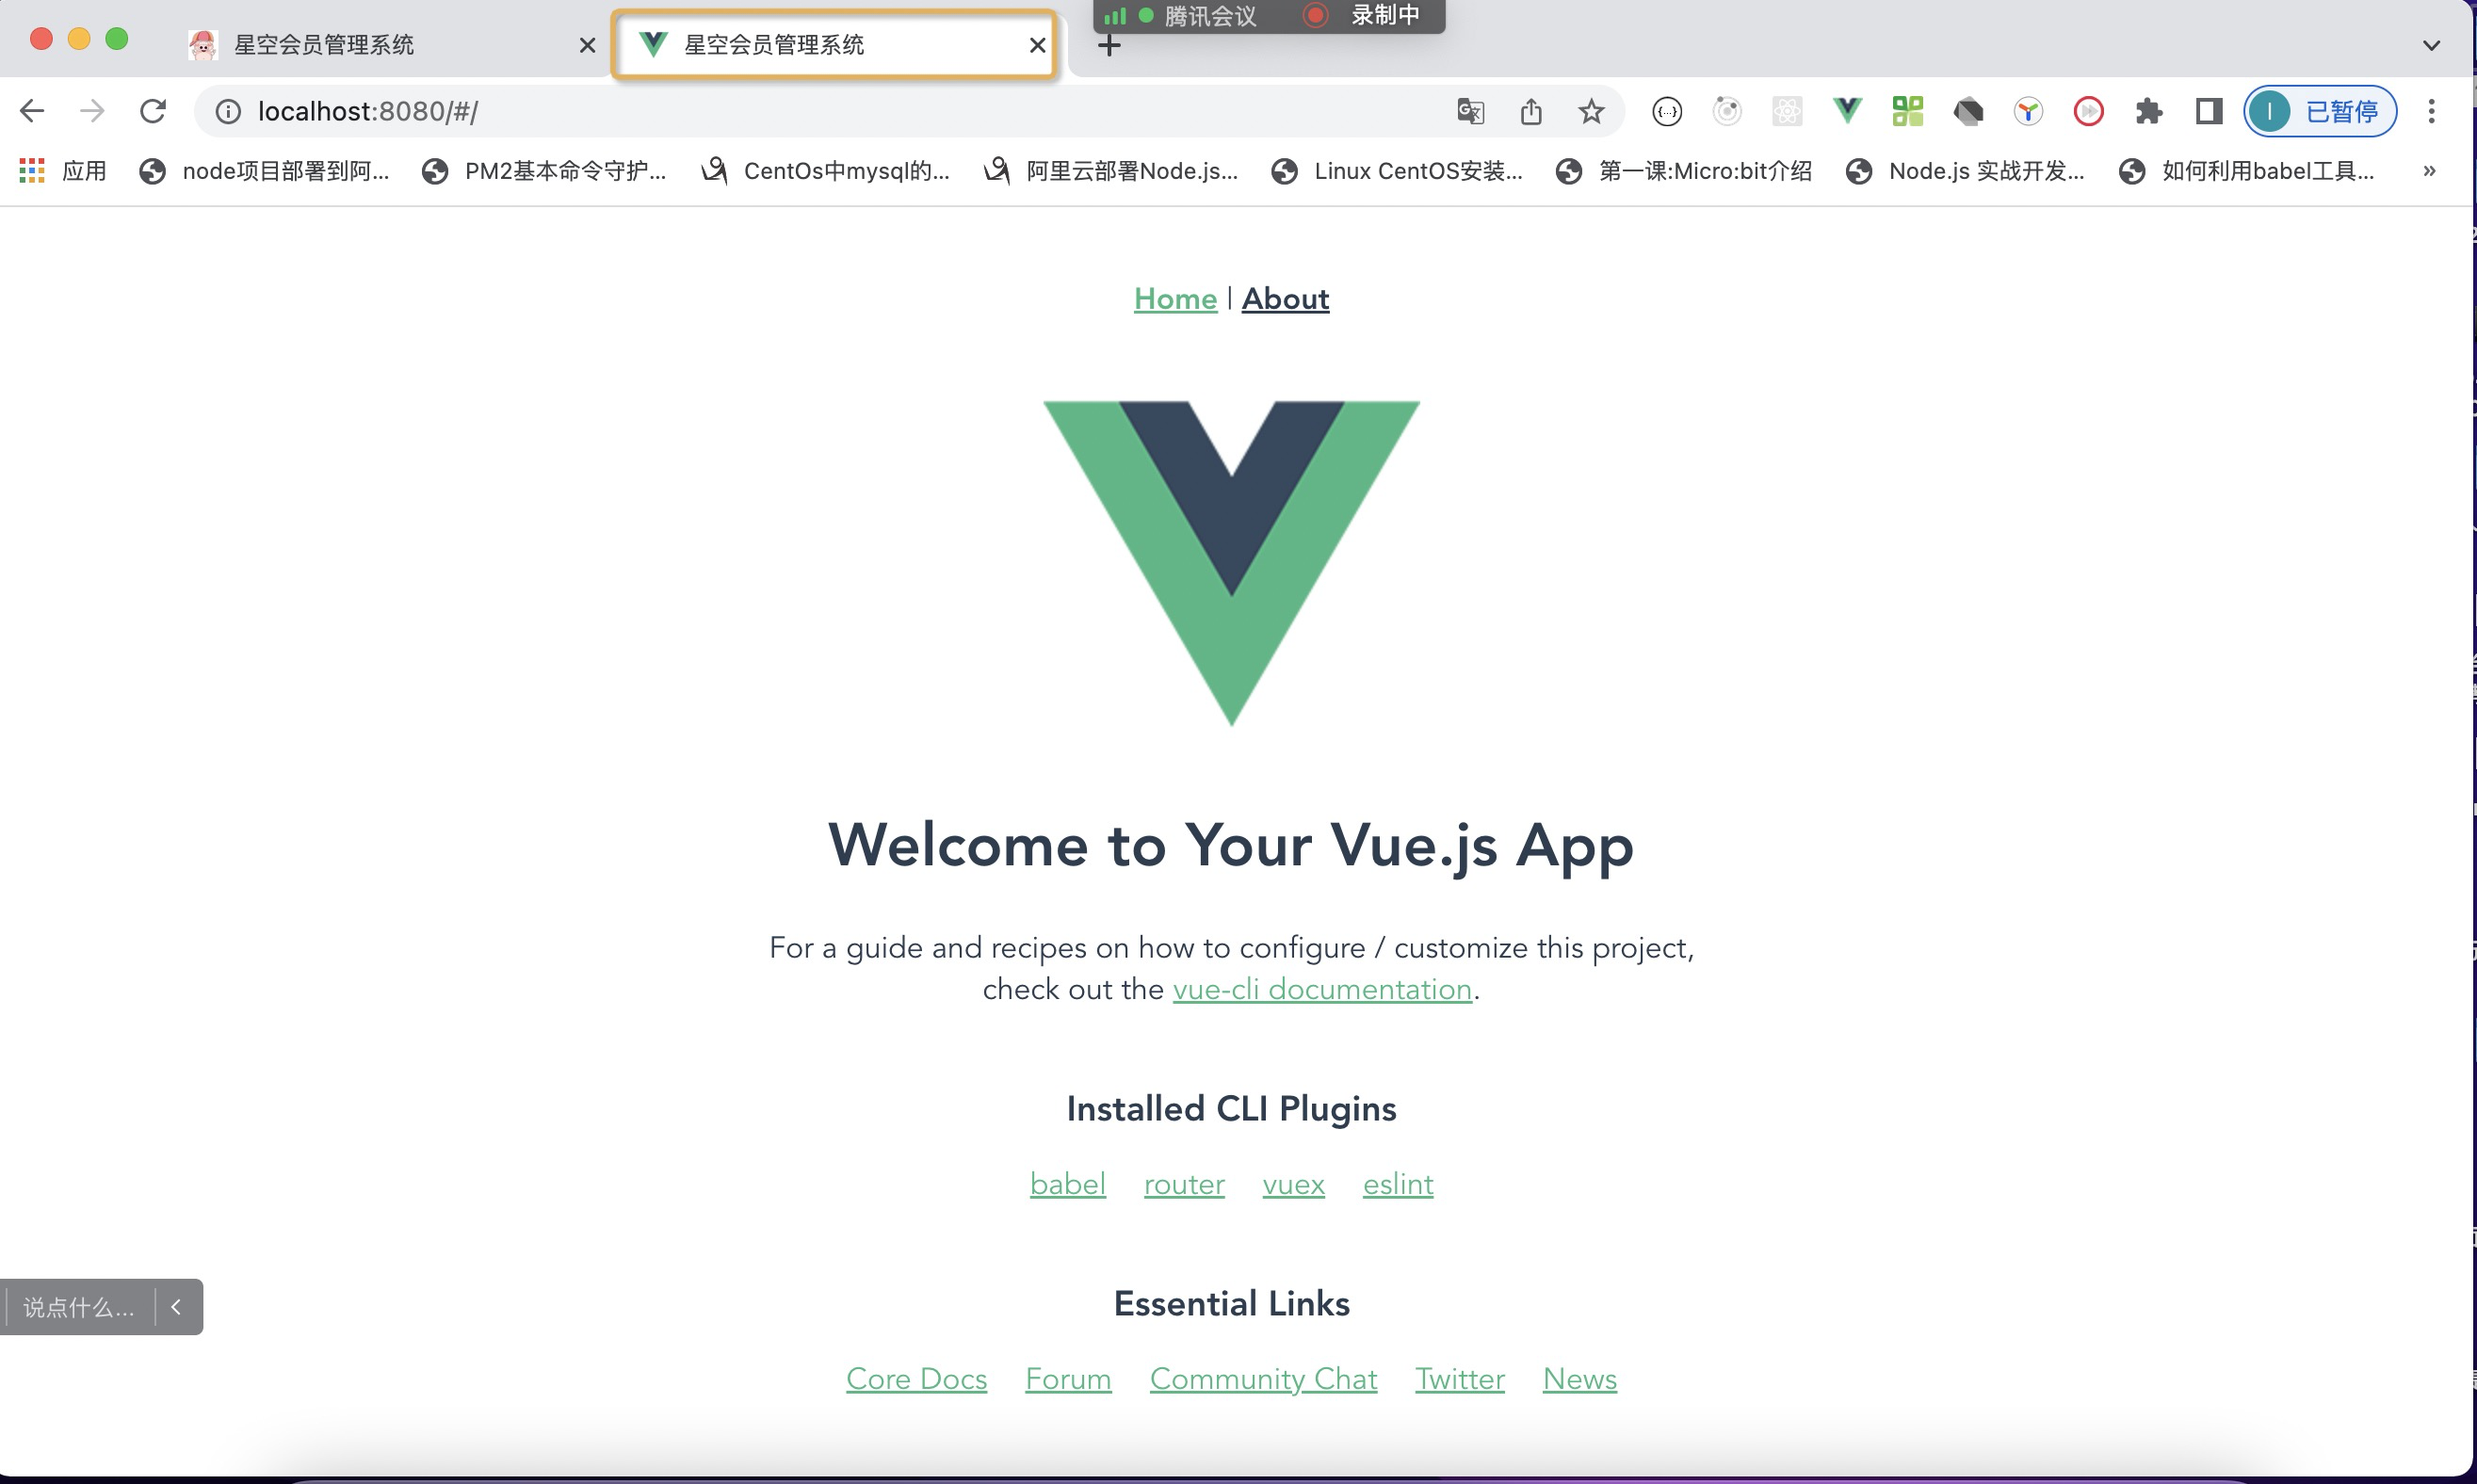 腾讯会议 录制中
星空会员管理系统 星空会员管理系统
localhost:8080/#/ 已暂停
应用 node项目部署到阿... PM2基本命令守护... CentOs中mysql的... 阿里云部署Node.js... Linux CentOS安装... 第一课:Micro:bit介绍 Node.js 实战开发... 如何利用babel工具... »
Home | About
Welcome to Your Vue.js App
For a guide and recipes on how to configure / customize this project,
check out the vue-cli documentation.
Installed CLI Plugins
babel router vuex eslint
说点什么...
Essential Links
Core Docs Forum Community Chat Twitter News